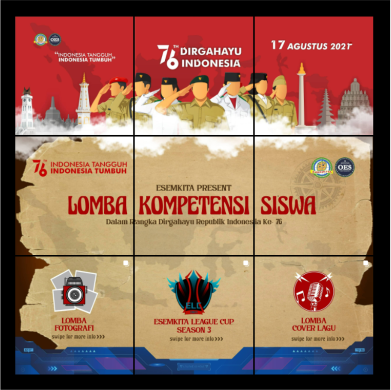 "INDONESIA TANGGUH
INDONESIA TUMBUH"
76 TH DIRGAHAYU
INDONESIA
17 AGUSTUS 2021
76 TH INDONESIA TANGGUH
INDONESIA TUMBUH
OES
ESEMKITA PRESENT
LOMBA KOMPETENSI SISWA
Dalam Rangka Dirgahayu Republik Indonesia Ke-76
LOMBA
FOTOGRAFI
swipe for more info >>>
ELC
ESEMKITA LEAGUE CUP
SEASON 3
swipe for more info >>>
LOMBA
COVER LAGU
swipe for more info >>>